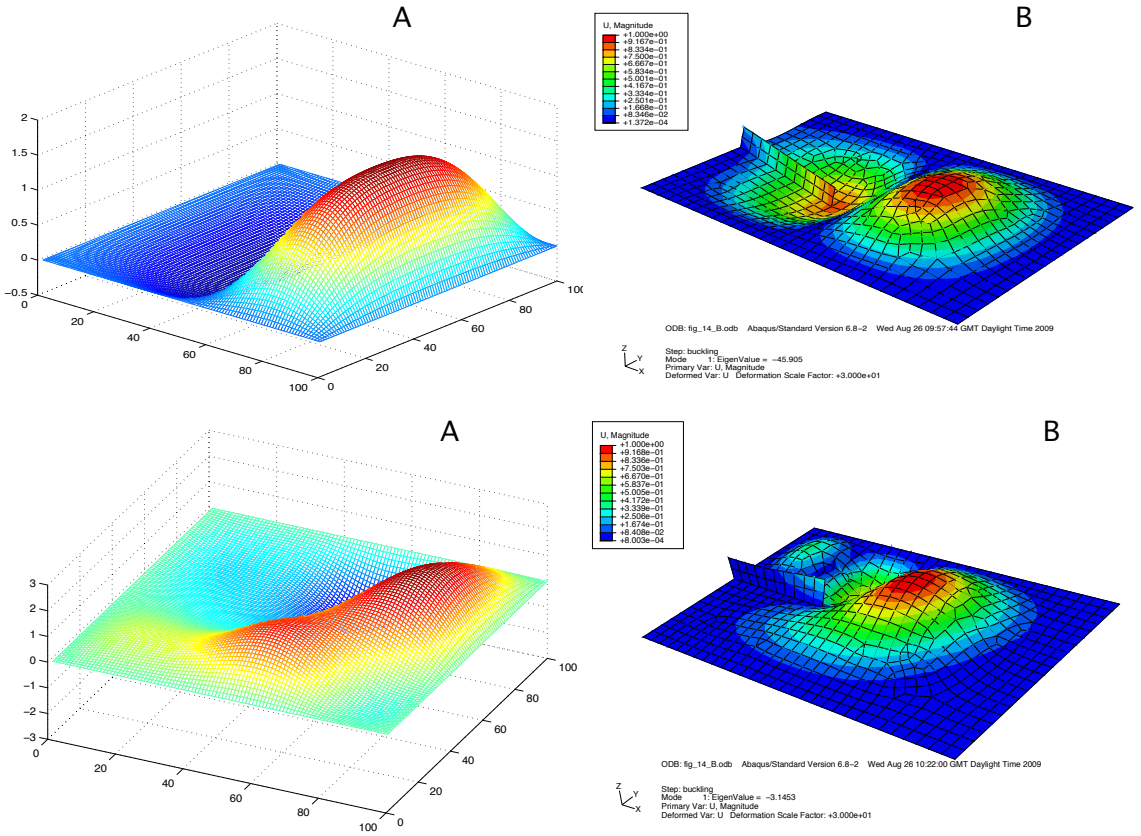 A
2
1.5
1
0.5
0
−0.5
0
20
40
60
80
100
0
20
40
60
80
100
B
U, Magnitude
+1.000e+00
+9.167e−01
+8.334e−01
+7.500e−01
+6.667e−01
+5.834e−01
+5.001e−01
+4.167e−01
+3.334e−01
+2.501e−01
+1.668e−01
+8.346e−02
+1.372e−04
ODB: fig_14_B.odb Abaqus/Standard Version 6.8−2 Wed Aug 26 09:57:44 GMT Daylight Time 2009
Z
Y
X
Step: buckling
Mode 1: EigenValue = −45.905
Primary Var: U, Magnitude
Deformed Var: U Deformation Scale Factor: +3.000e+01
A
3
2
1
0
−1
−2
−3
0
20
40
60
80
100
0
20
40
60
80
100
B
U, Magnitude
+1.000e+00
+9.168e−01
+8.336e−01
+7.503e−01
+6.670e−01
+5.837e−01
+5.005e−01
+4.172e−01
+3.339e−01
+2.506e−01
+1.674e−01
+8.408e−02
+8.003e−04
ODB: fig_14_B.odb Abaqus/Standard Version 6.8−2 Wed Aug 26 10:22:00 GMT Daylight Time 2009
Z
Y
X
Step: buckling
Mode 1: EigenValue = −3.1453
Primary Var: U, Magnitude
Deformed Var: U Deformation Scale Factor: +3.000e+01